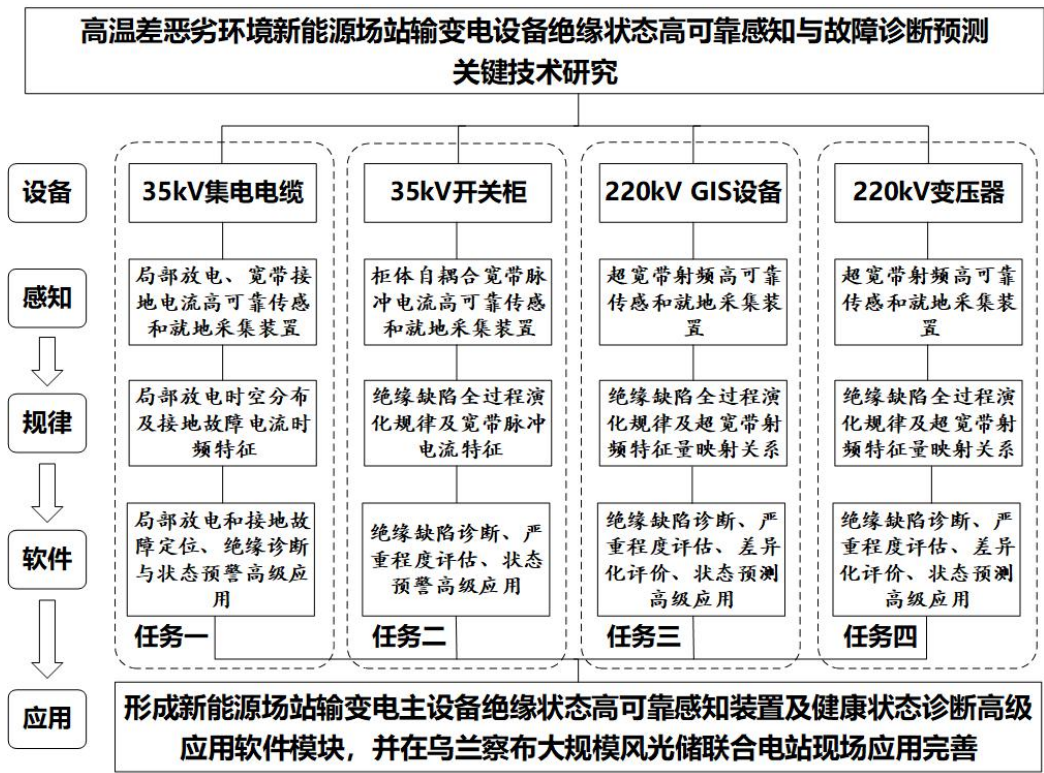 高温差恶劣环境新能源场站输变电设备绝缘状态高可靠感知与故障诊断预测
关键技术研究
设备
35kV集电电缆
35kV开关柜
220kV GIS设备
220kV变压器
感知
局部放电、宽带接
地电流高可靠传感
和就地采集装置
柜体自耦合宽带脉
冲电流高可靠传感
和就地采集装置
超宽带射频高可靠
传感和就地采集装
置
超宽带射频高可靠
传感和就地采集装
置
规律
局部放电时空分布
及接地故障电流时
频特征
绝缘缺陷全过程演
化规律及宽带脉冲
电流特征
绝缘缺陷全过程演
化规律及超宽带射
频特征量映射关系
绝缘缺陷全过程演
化规律及超宽带射
频特征量映射关系
软件
局部放电和接地故
障定位、绝缘诊断
与状态预警高级应
用
绝缘缺陷诊断、严
重程度评估、状态
预警高级应用
绝缘缺陷诊断、严
重程度评估、差异
化评价、状态预测
高级应用
绝缘缺陷诊断、严
重程度评估、差异
化评价、状态预测
高级应用
任务一
任务二
任务三
任务四
应用
形成新能源场站输变电主设备绝缘状态高可靠感知装置及健康状态诊断高级
应用软件模块，并在乌兰察布大规模风光储联合电站现场应用完善